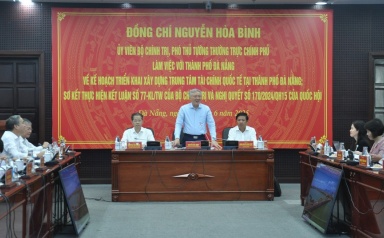 ĐỒNG CHÍ NGUYỄN HÒA BÌNH
ỦY VIÊN BỘ CHÍNH TRỊ, PHÓ THỦ TƯỚNG THƯỜNG TRỰC CHÍNH PHỦ
LÀM VIỆC VỚI THÀNH PHỐ ĐÀ NẴNG
VỀ KẾ HOẠCH TRIỂN KHAI XÂY DỰNG TRUNG TÂM TÀI CHÍNH QUỐC TẾ TẠI THÀNH PHỐ ĐÀ NẴNG;
SƠ KẾT THỰC HIỆN KẾT LUẬN SỐ 77-KL/TW CỦA BỘ CHÍNH TRỊ VÀ NGHỊ QUYẾT SỐ 170/2024/QH15 CỦA QUỐC HỘI
Đà Nẵng, 6 năm